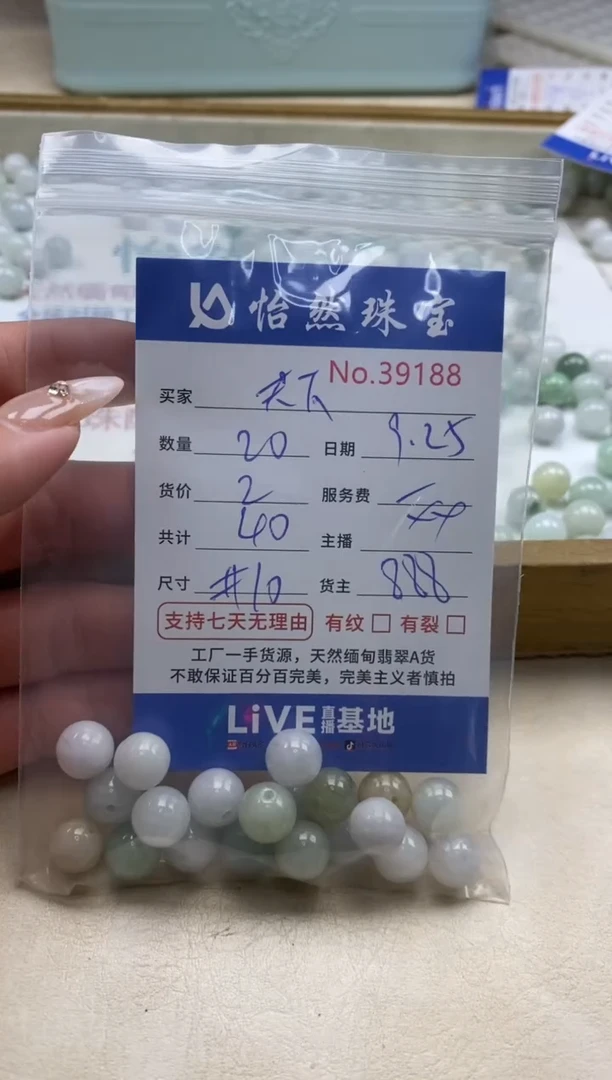 怡然珠宝
No.39188
买家 天下
数量 20 日期 9.25
货价 2 服务费
共计 40 主播
尺寸 #10 货主 888
支持七天无理由 有纹 □ 有裂 □
工厂一手货源，天然缅甸翡翠A货
不敢保证百分百完美，完美主义者慎拍
LiVE直播基地